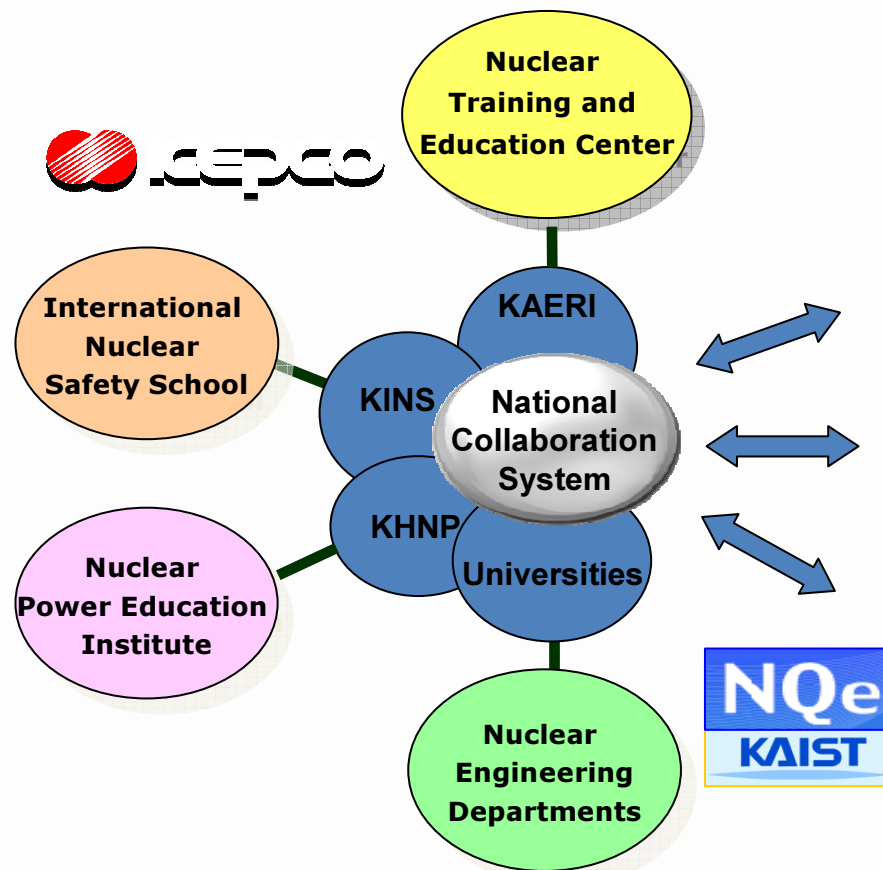 Nuclear
Training and
Education Center
KEPCO
KAERI
International
Nuclear
Safety School
KINS
National
Collaboration
System
KHNP
Universities
Nuclear
Power Education
Institute
Nuclear
Engineering
Departments
NQe
KAIST